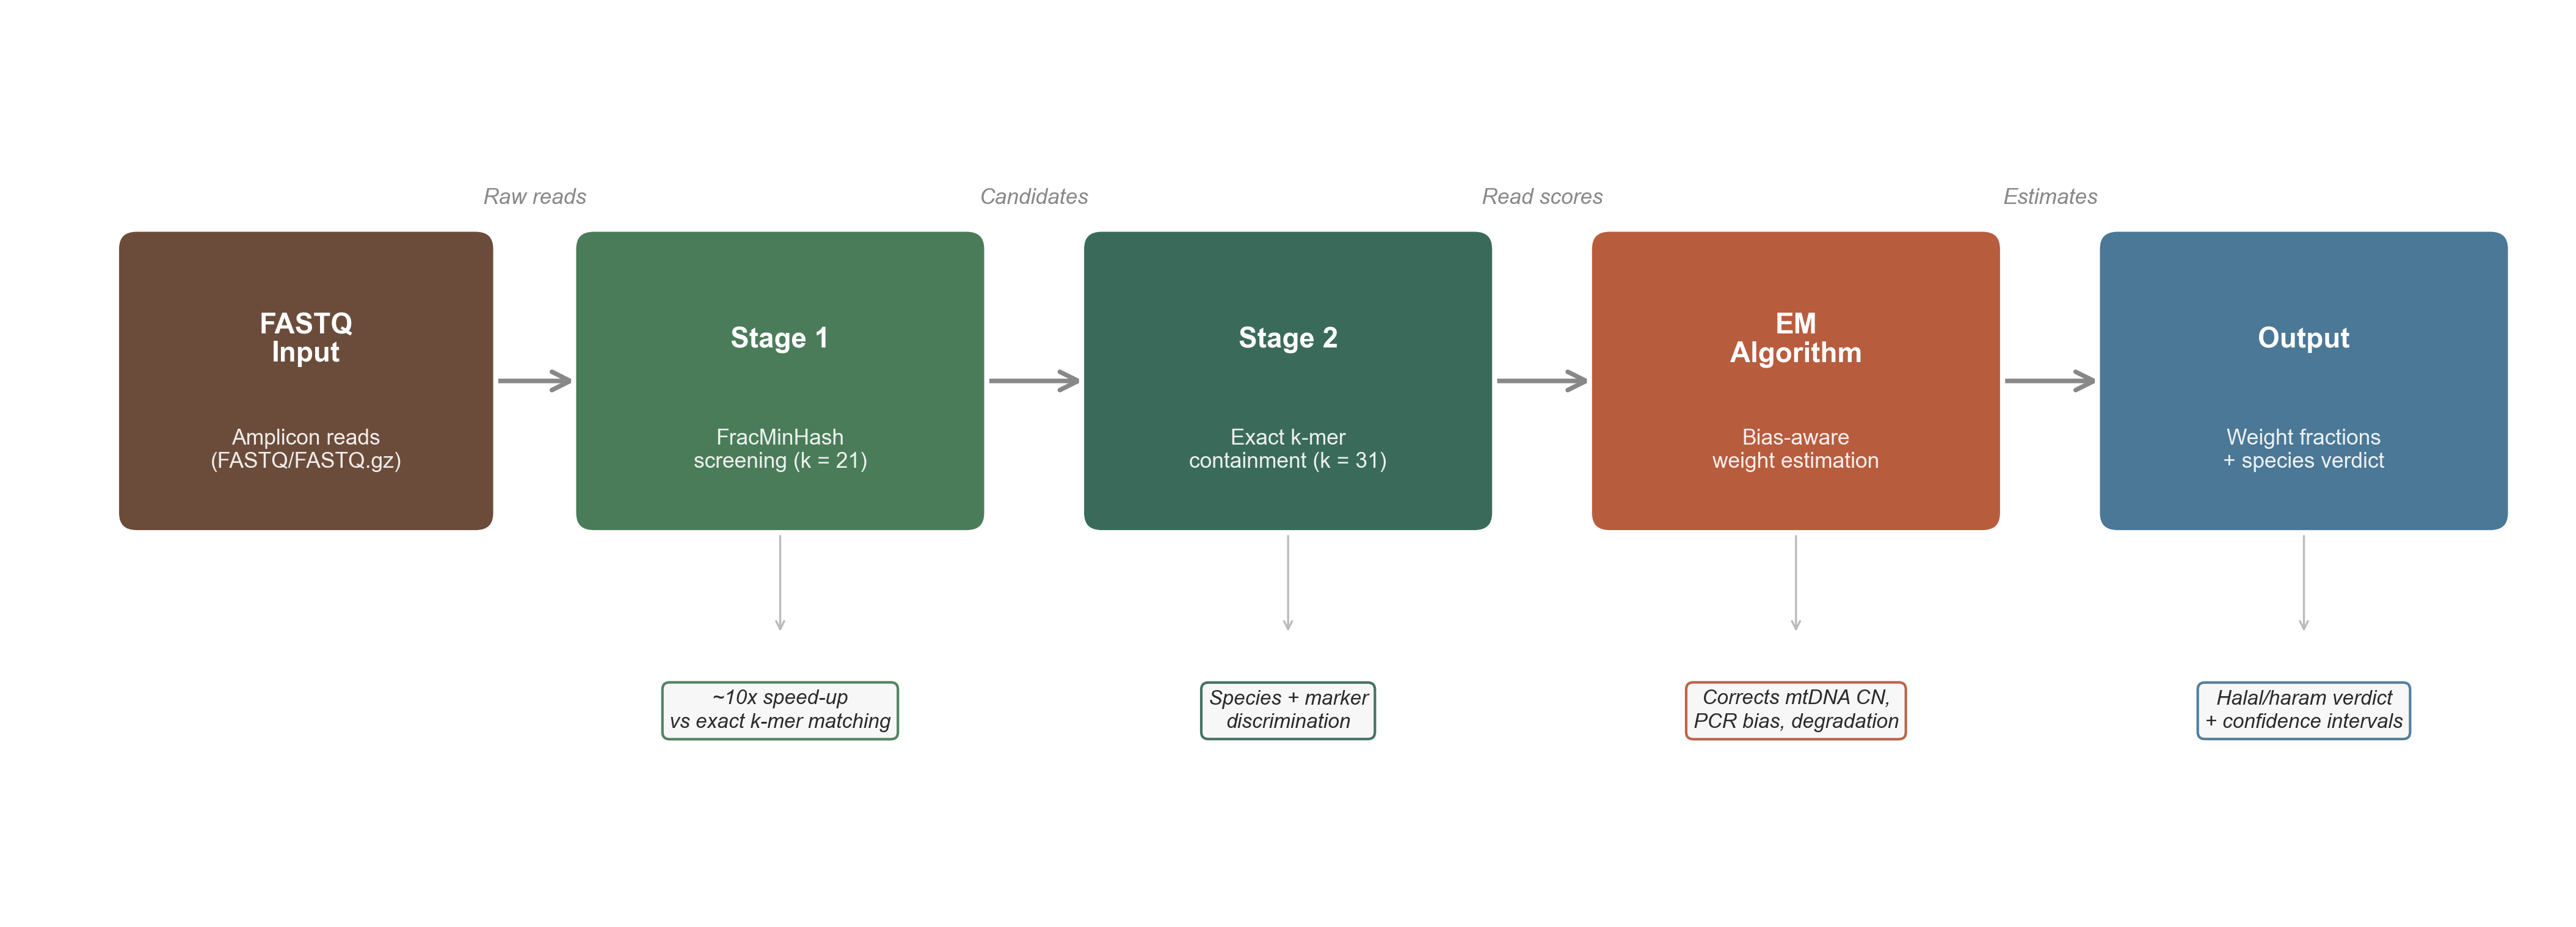 Raw reads
Candidates
Read scores
Estimates
FASTQ
Input
Amplicon reads
(FASTQ/FASTQ.gz)
Stage 1
FracMinHash
screening (k = 21)
Stage 2
Exact k-mer
containment (k = 31)
EM
Algorithm
Bias-aware
weight estimation
Output
Weight fractions
+ species verdict
~10x speed-up
vs exact k-mer matching
Species + marker
discrimination
Corrects mtDNA CN,
PCR bias, degradation
Halal/haram verdict
+ confidence intervals